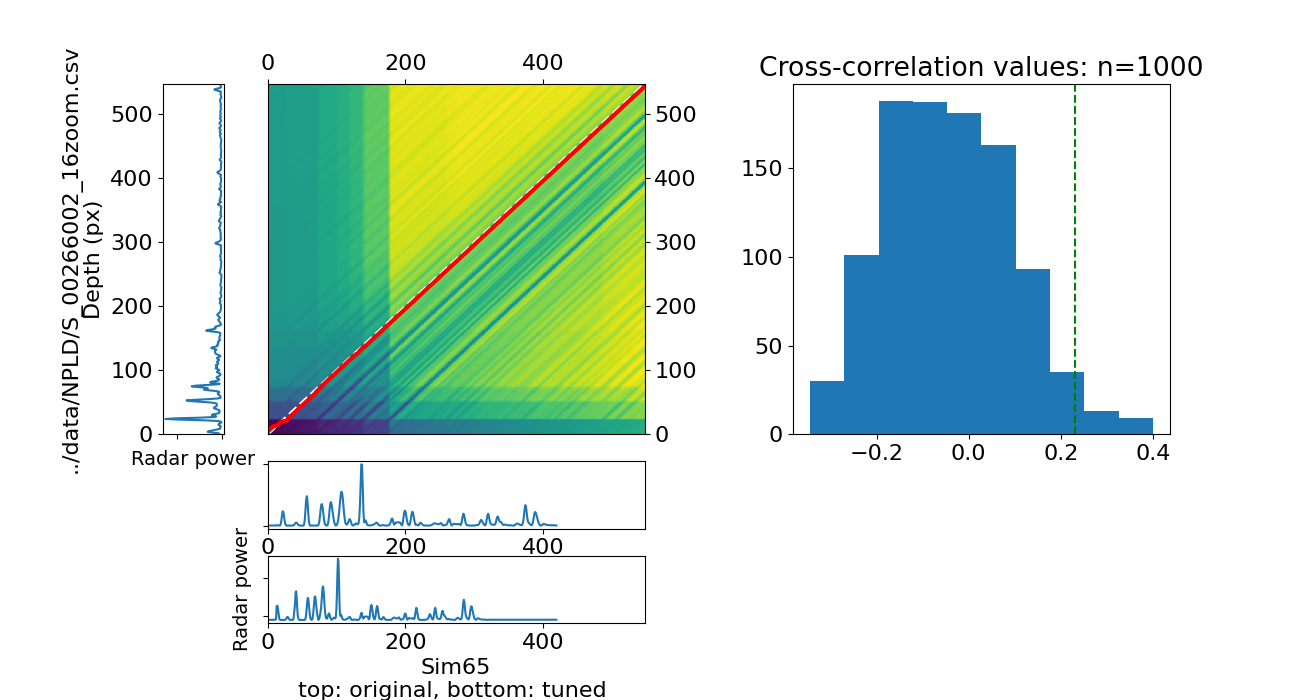 ../data/NPLD/S_00266002_16zoom.csv
Depth (px)
0 200 400
500 400 300 200 100 0
500 400 300 200 100 0
Radar power
0 200 400
Radar power
0 200 400
Sim65
top: original, bottom: tuned
Cross-correlation values: n=1000
150
100
50
0
−0.2 0.0 0.2 0.4